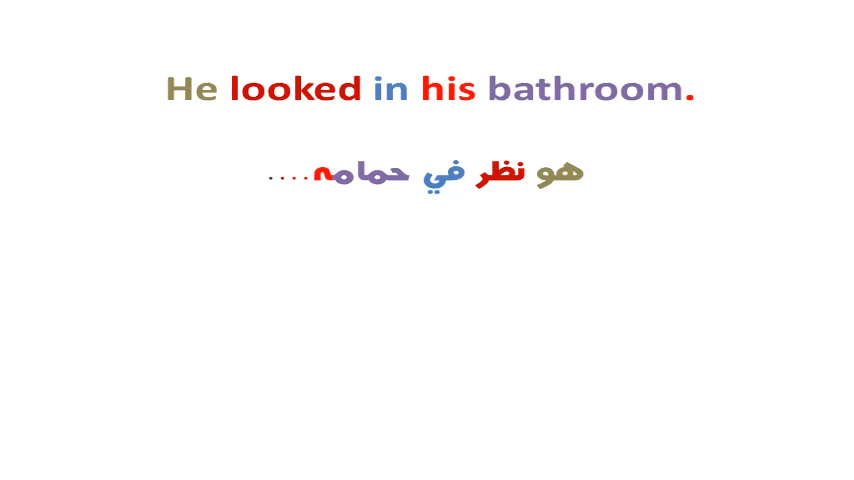 He looked in his bathroom.
هو نظر في حمامه....